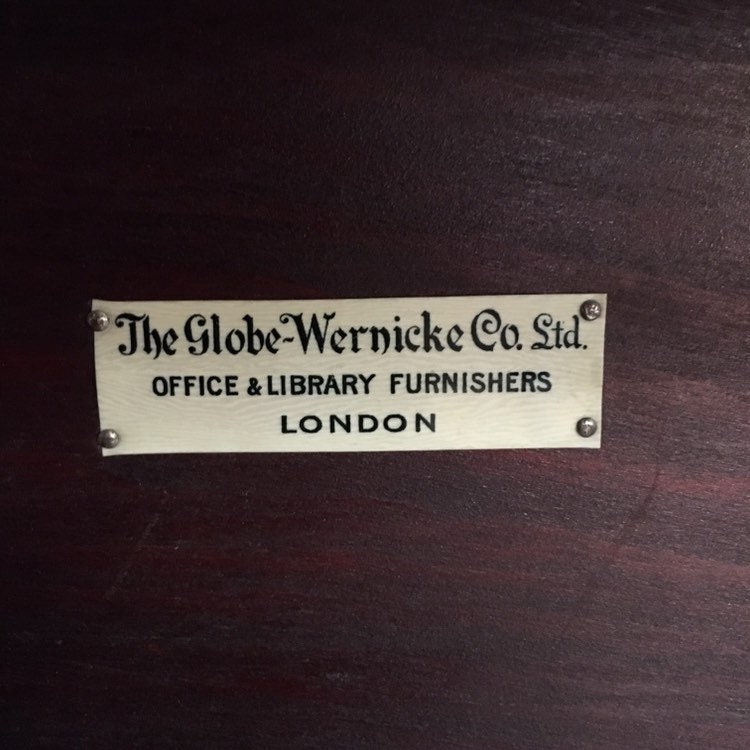 The Globe-Wernicke Co. Ltd.
OFFICE & LIBRARY FURNISHERS
LONDON